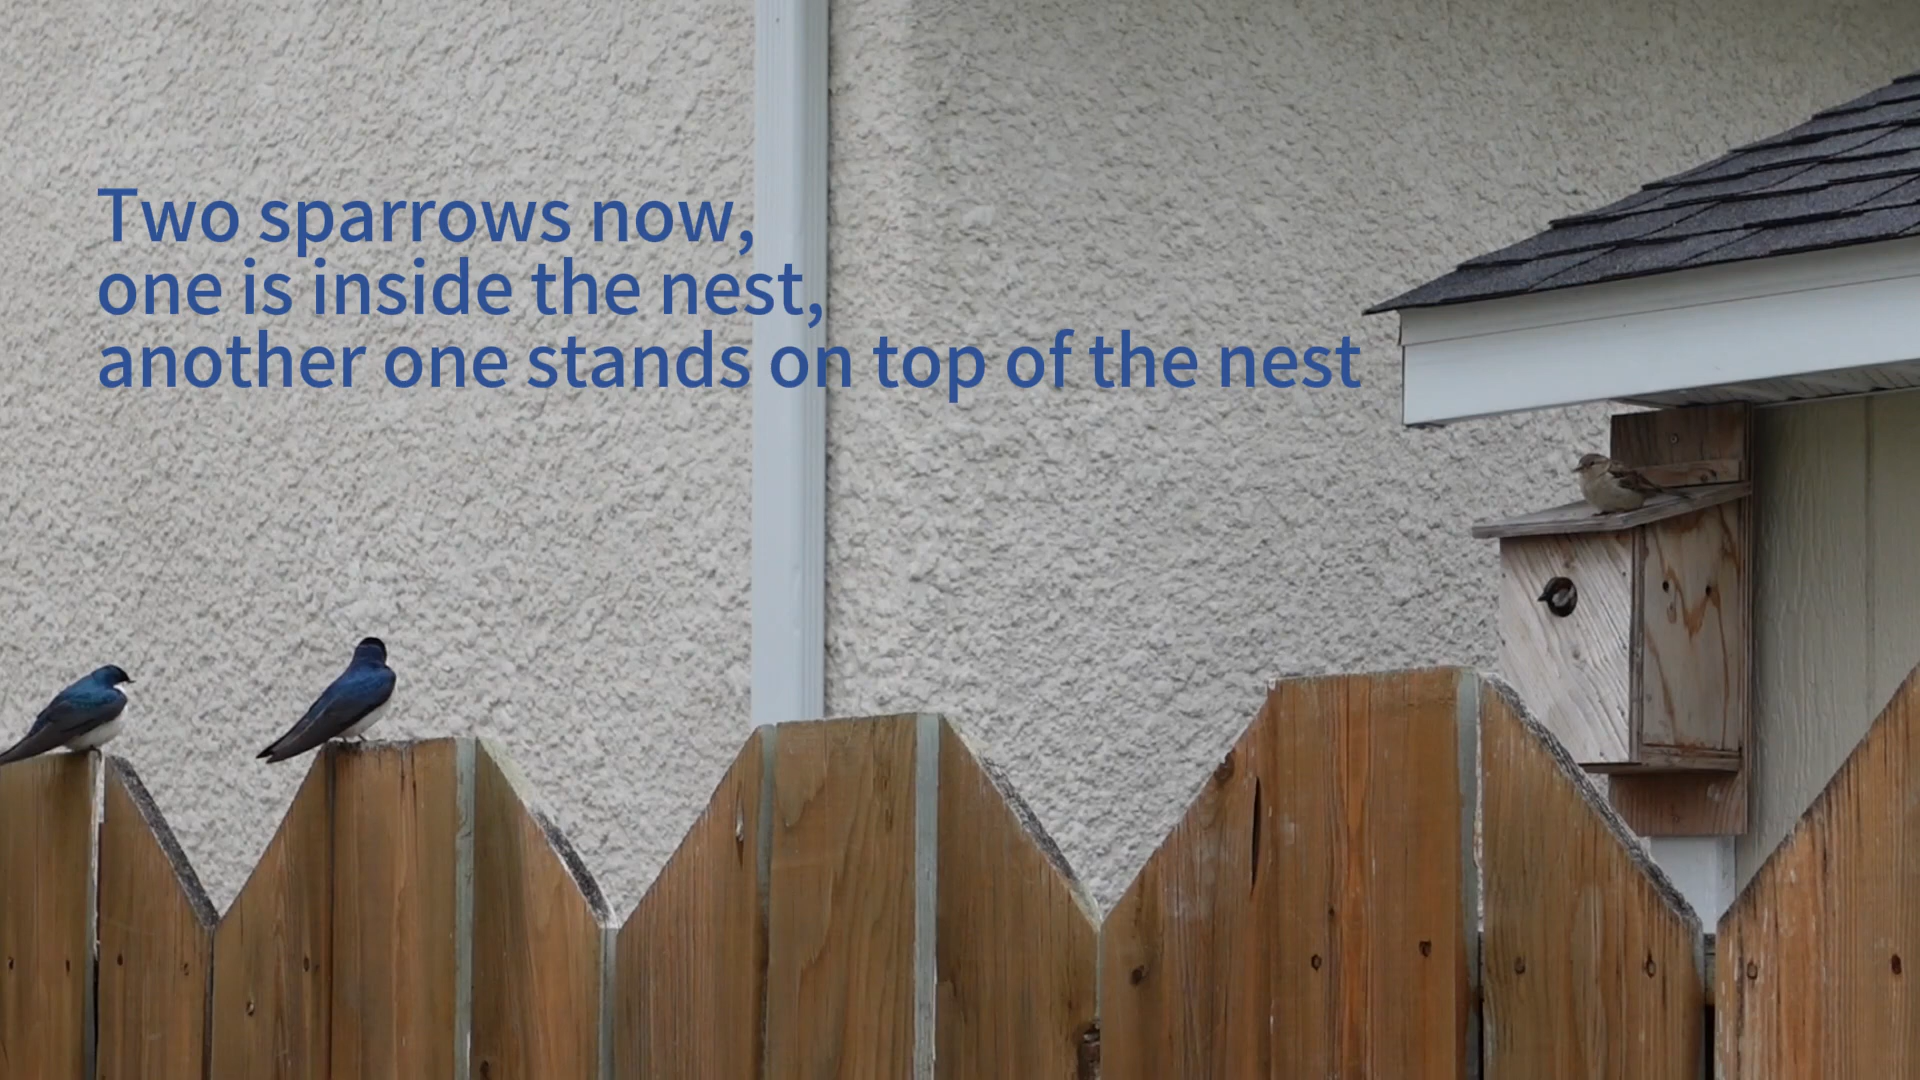 Two sparrows now,
one is inside the nest,
another one stands on top of the nest